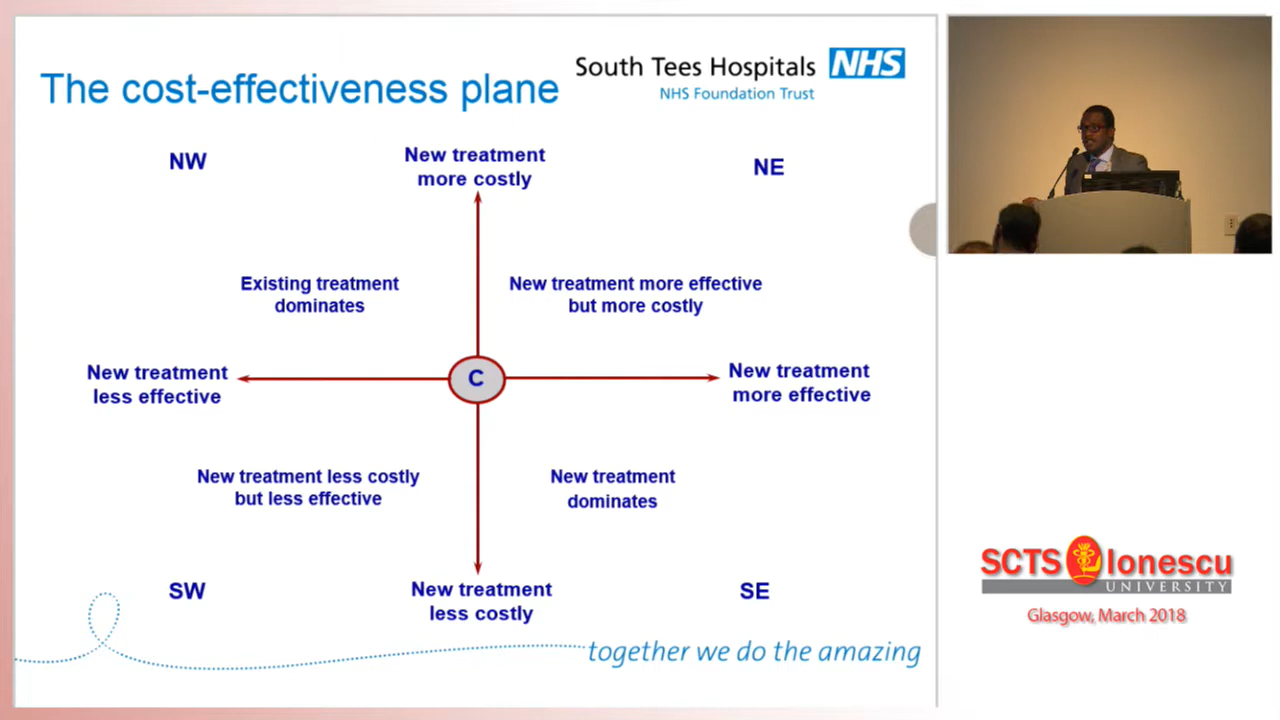 The cost-effectiveness plane
South Tees Hospitals NHS
NHS Foundation Trust
NW
New treatment
more costly
NE
Existing treatment
dominates
New treatment more effective
but more costly
New treatment
less effective
C
New treatment
more effective
New treatment less costly
but less effective
New treatment
dominates
SW
New treatment
less costly
SE
together we do the amazing
SCTS Ionescu
UNIVERSITY
Glasgow, March 2018